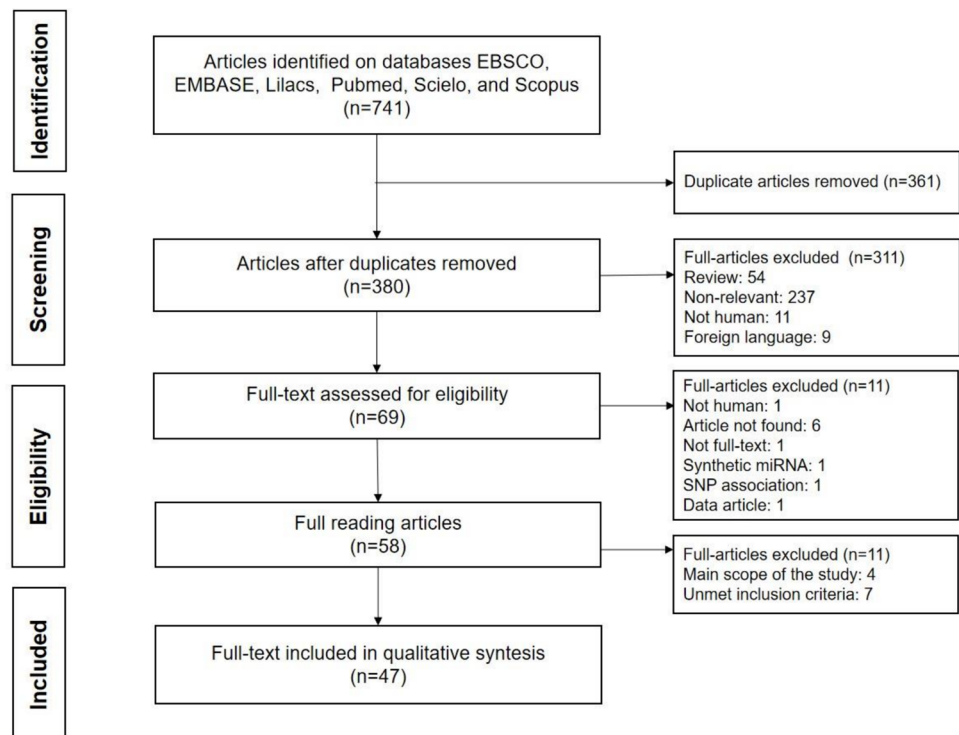 Identification
Articles identified on databases EBSCO,
EMBASE, Lilacs, Pubmed, Scielo, and Scopus
(n=741)
Duplicate articles removed (n=361)
Screening
Articles after duplicates removed
(n=380)
Full-articles excluded (n=311)
Review: 54
Non-relevant: 237
Not human: 11
Foreign language: 9
Eligibility
Full-text assessed for eligibility
(n=69)
Full-articles excluded (n=11)
Not human: 1
Article not found: 6
Not full-text: 1
Synthetic miRNA: 1
SNP association: 1
Data article: 1
Full reading articles
(n=58)
Full-articles excluded (n=11)
Main scope of the study: 4
Unmet inclusion criteria: 7
Included
Full-text included in qualitative syntesis
(n=47)